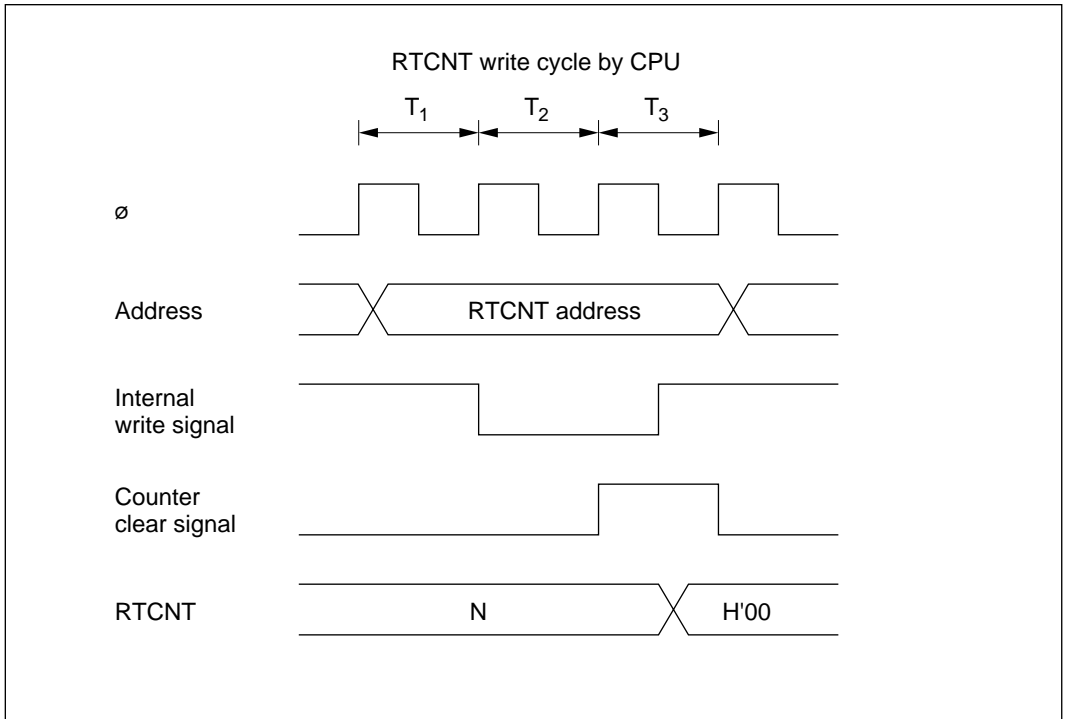 RTCNT write cycle by CPU
T1 T2 T3
ø
Address RTCNT address
Internal
write signal
Counter
clear signal
RTCNT N H'00